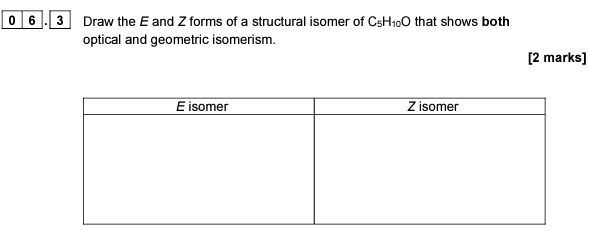 0 6 . 3 Draw the E and Z forms of a structural isomer of C₅H₁₀O that shows both
optical and geometric isomerism.
[2 marks]
E isomer Z isomer